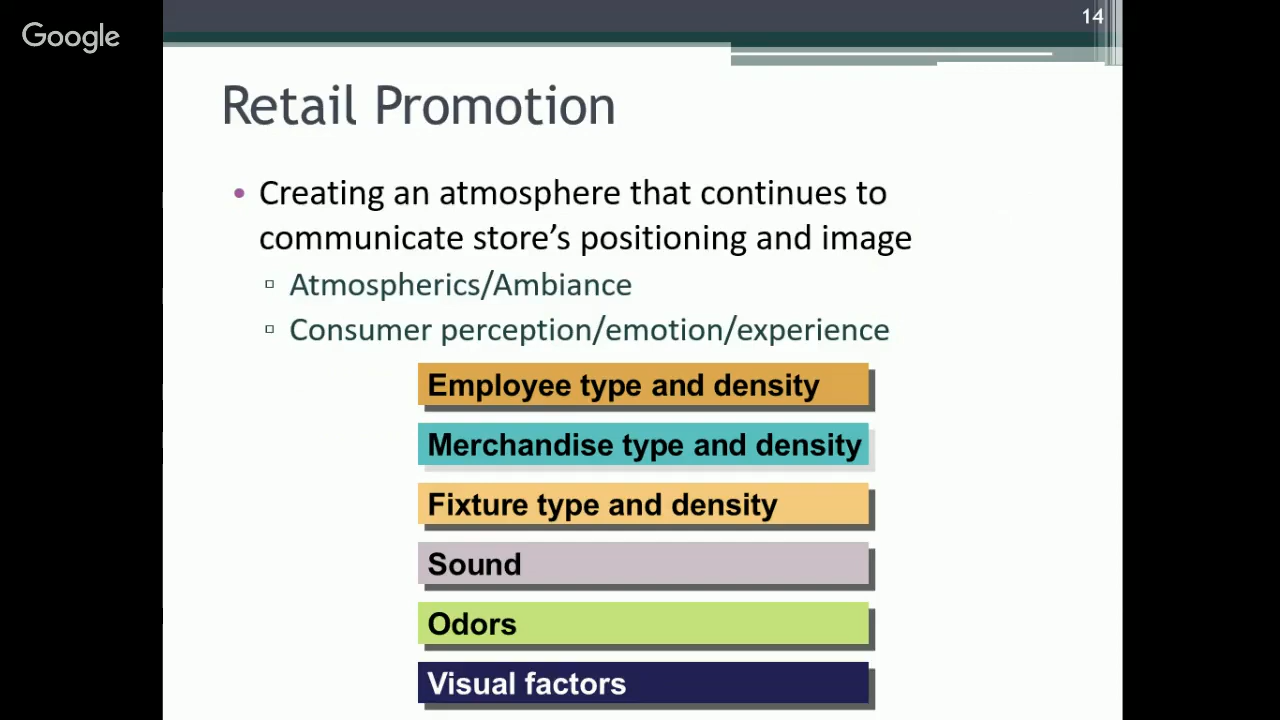 Google
14
Retail Promotion
• Creating an atmosphere that continues to
communicate store’s positioning and image
▫ Atmospherics/Ambiance
▫ Consumer perception/emotion/experience
Employee type and density
Merchandise type and density
Fixture type and density
Sound
Odors
Visual factors